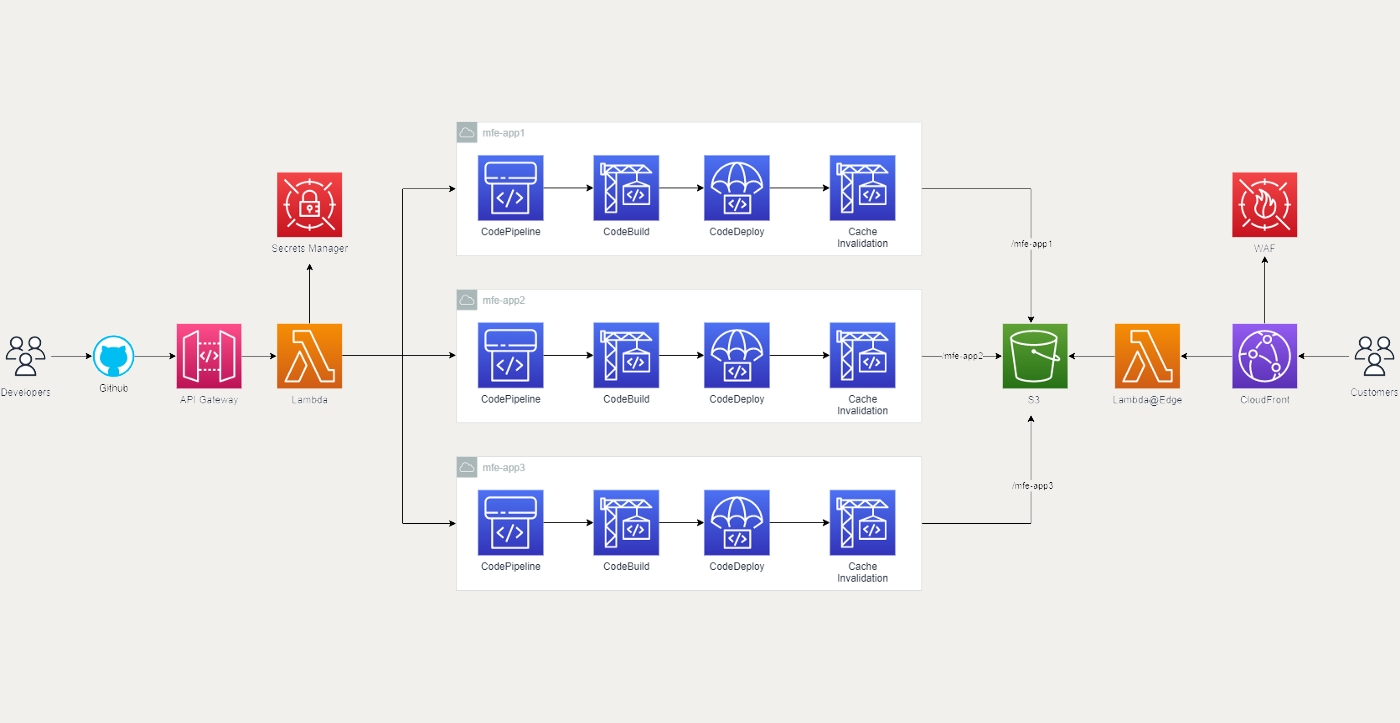 mfe-app1
CodePipeline
CodeBuild
CodeDeploy
Cache
Invalidation
Secrets Manager
WAF
/mfe-app1
mfe-app2
CodePipeline
CodeBuild
CodeDeploy
Cache
Invalidation
/mfe-app2
Developers
Github
API Gateway
Lambda
S3
Lambda@Edge
CloudFront
Customers
mfe-app3
CodePipeline
CodeBuild
CodeDeploy
Cache
Invalidation
/mfe-app3